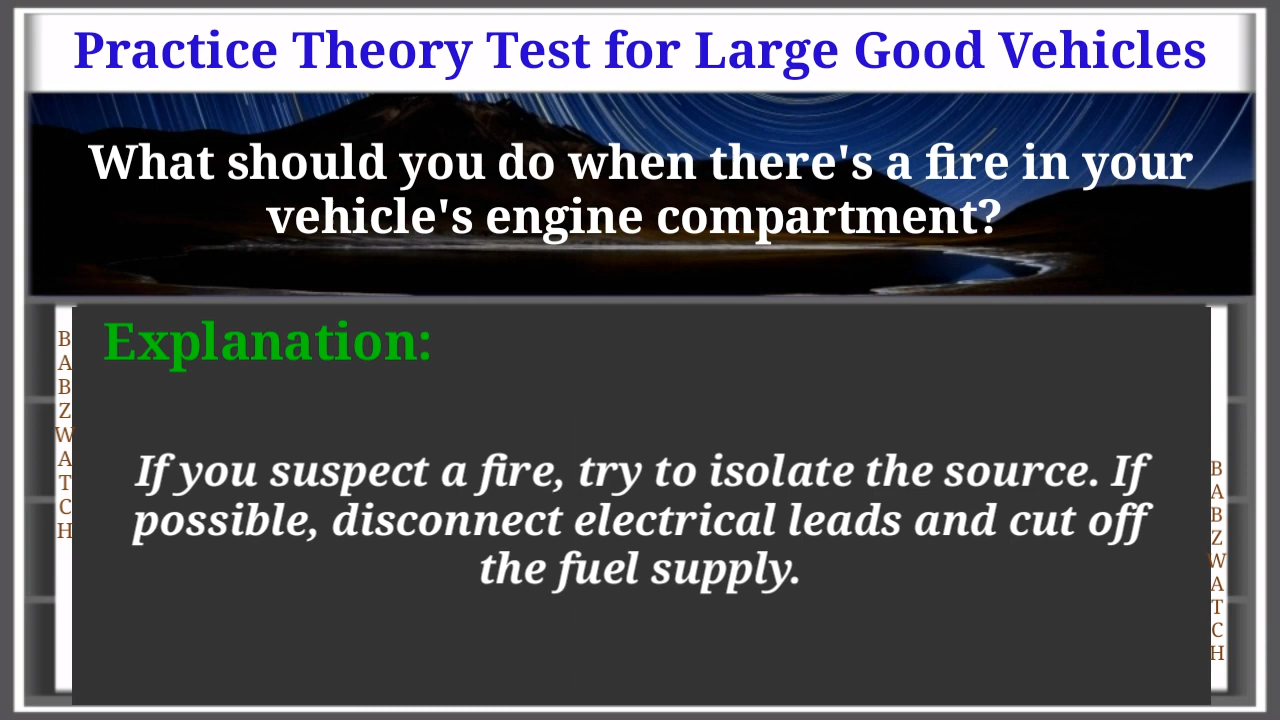 Practice Theory Test for Large Good Vehicles
What should you do when there's a fire in your
vehicle's engine compartment?
Explanation:
If you suspect a fire, try to isolate the source. If
possible, disconnect electrical leads and cut off
the fuel supply.
BABZWATCH
BABZWATCH